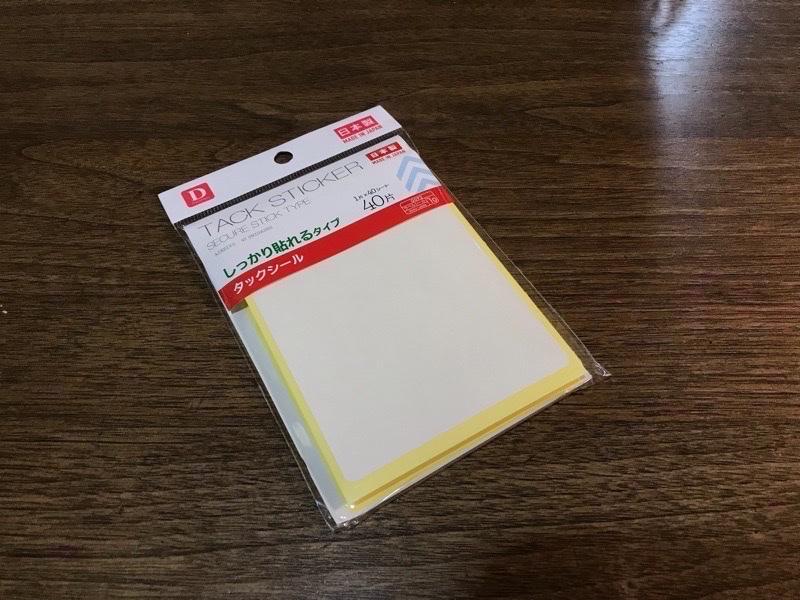 D
日本製
MADE IN JAPAN
日本製
MADE IN JAPAN
TACK STICKER
SECURE STICK TYPE
1片×40シート
40片
しっかり貼れるタイプ
タックシール